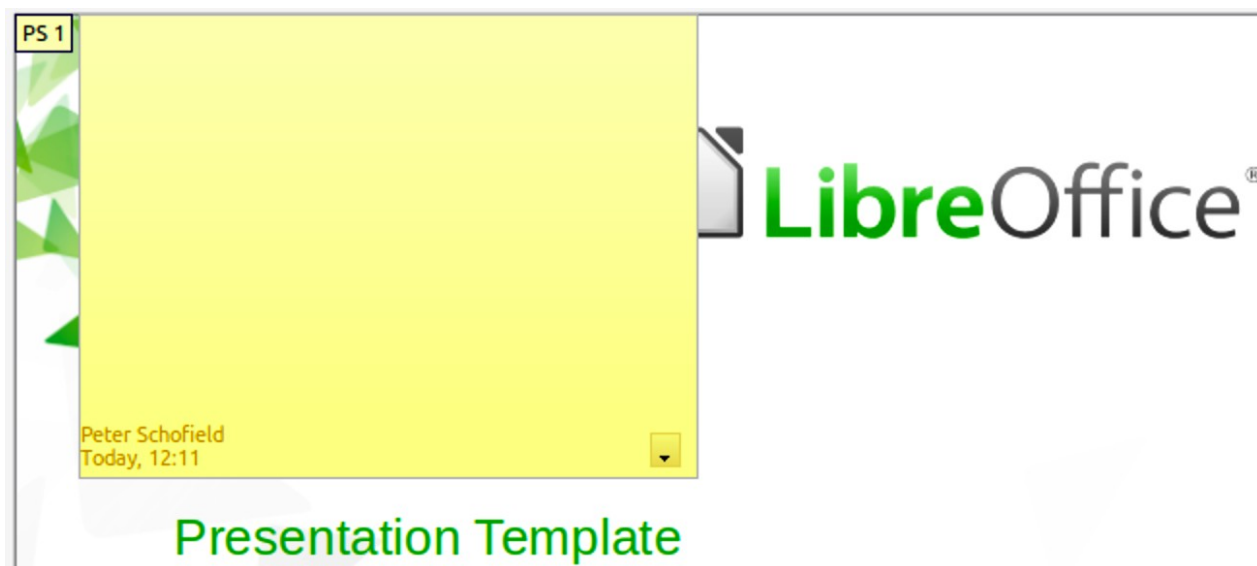 PS 1
LibreOffice®
Peter Schofield
Today, 12:11
Presentation Template